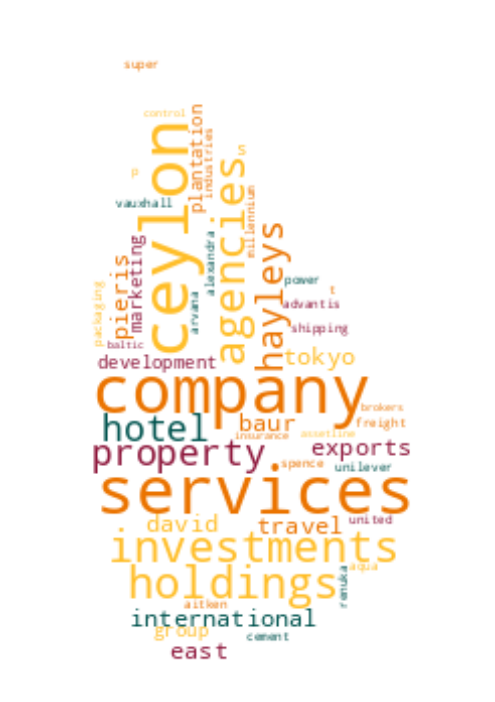 super
control
plantation
industries
s
p
ceylon
agencies
millennium
vauxhall
.
hayleys
alexandra
marketing
pieris
packaging
arvana
power
t
advantis
shipping
baltic
development
tokyo
company
brokers
hotel
baur
freight
insurance
assetline
property.
exports
spence
unilever
services
david
travel
united
investments
holdings
aqua
renuka
aitken
international
group
cement
east